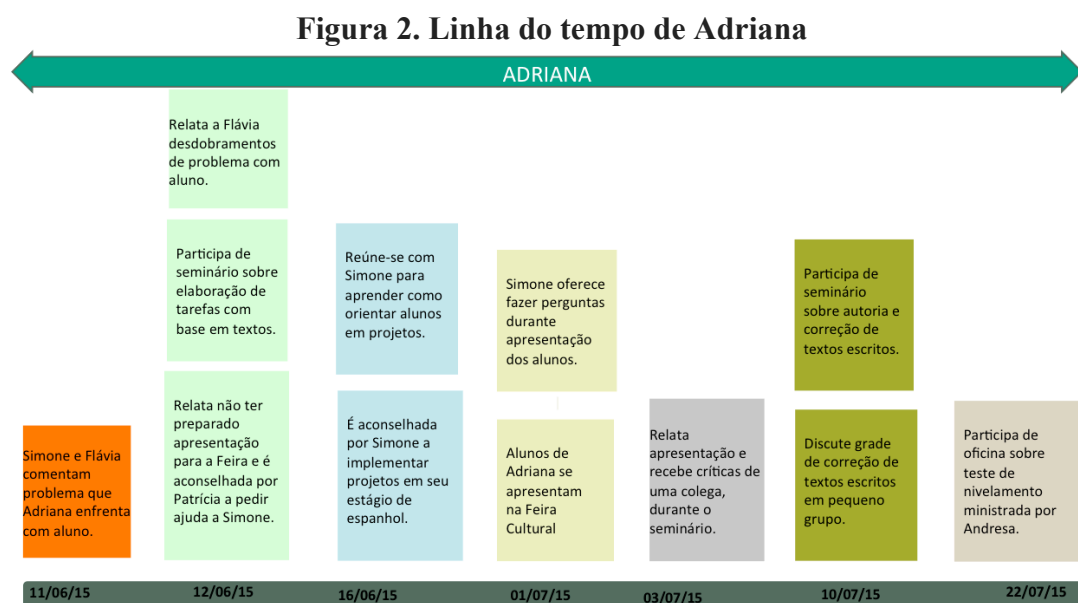 Figura 2. Linha do tempo de Adriana
ADRIANA
Relata a Flávia
desdobramentos
de problema com
aluno.
Participa de
seminário sobre
elaboração de
tarefas com
base em textos.
Relata não ter
preparado
apresentação
para a Feira e é
aconselhada por
Patrícia a pedir
ajuda a Simone.
Simone e Flávia
comentam
problema que
Adriana enfrenta
com aluno.
Reúne-se com
Simone para
aprender como
orientar alunos
em projetos.
É aconselhada
por Simone a
implementar
projetos em seu
estágio de
espanhol.
Simone oferece
fazer perguntas
durante
apresentação
dos alunos.
Alunos de
Adriana se
apresentam
na Feira
Cultural
Relata
apresentação e
recebe críticas de
uma colega,
durante o
seminário.
Participa de
seminário
sobre autoria e
correção de
textos escritos.
Discute grade
de correção de
textos escritos
em pequeno
grupo.
Participa de
oficina sobre
teste de
nivelamento
ministrada por
Andresa.
11/06/15
12/06/15
16/06/15
01/07/15
03/07/15
10/07/15
22/07/15